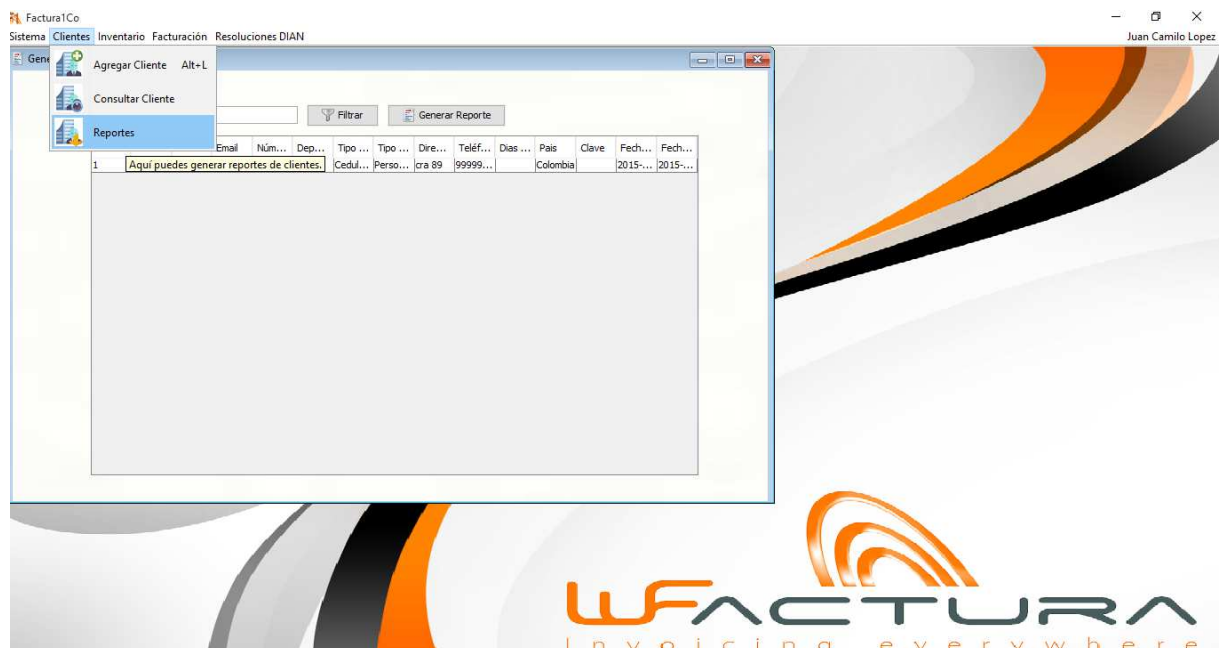 Factura1Co
Sistema Clientes Inventario Facturación Resoluciones DIAN Juan Camilo Lopez
Gene
Agregar Cliente Alt+L
Consultar Cliente
Filtrar Generar Reporte
Reportes
Email Núm... Dep... Tipo ... Tipo ... Dire... Teléf... Dias ... Pais Clave Fech... Fech...
1 Aquí puedes generar reportes de clientes. Cedul... Perso... cra 89 99999... Colombia 2015-... 2015-...
wFACTURA
Invoicing everywhere